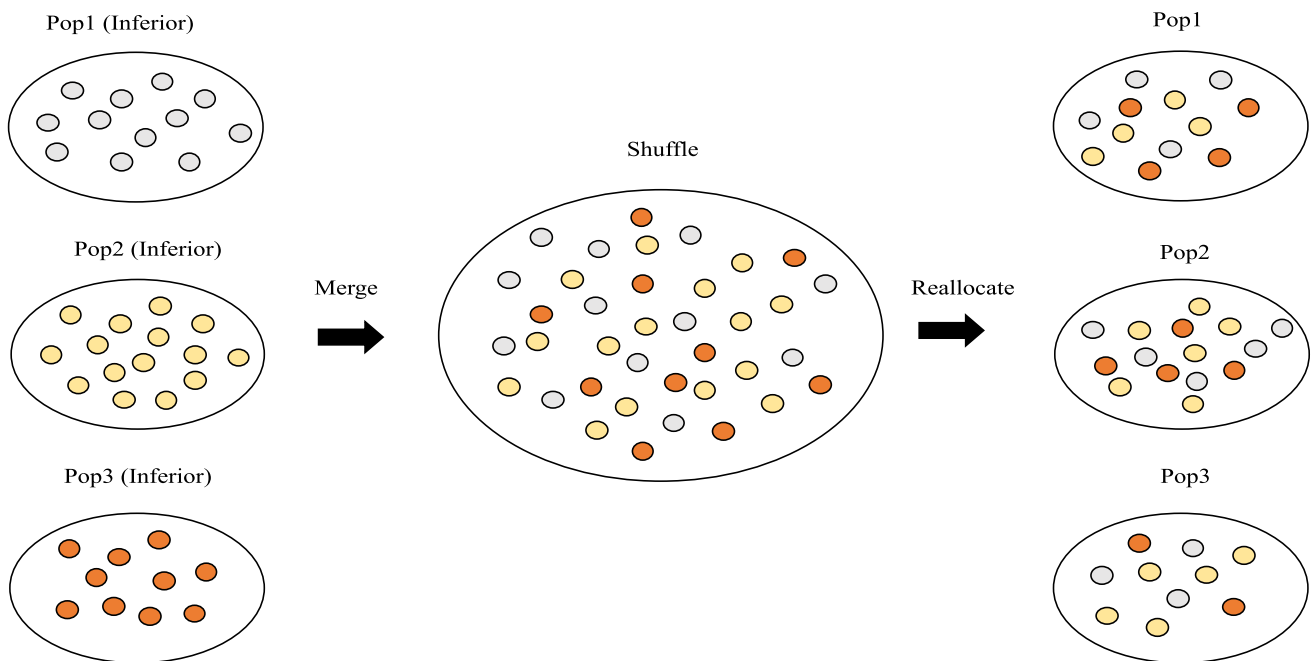 Pop1 (Inferior)
Pop2 (Inferior)
Pop3 (Inferior)
Merge
Shuffle
Reallocate
Pop1
Pop2
Pop3